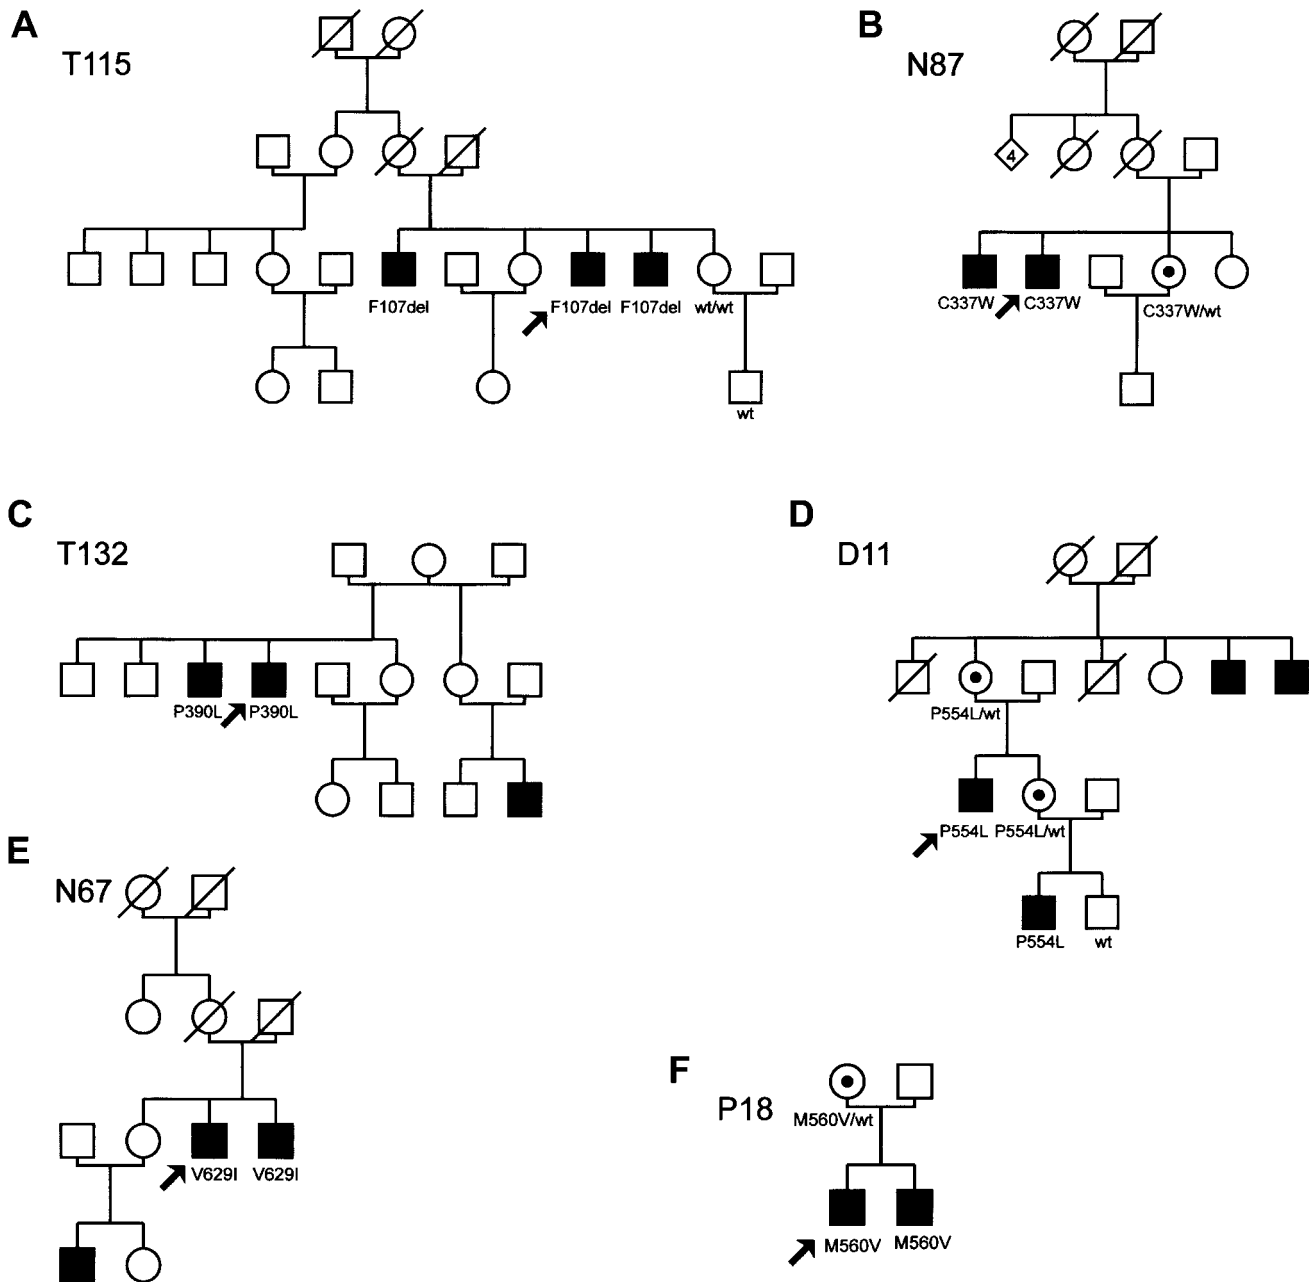 A
T115
F107del
F107del
F107del
wt/wt
wt
B
N87
4
C337W
C337W
C337W/wt
C
T132
P390L
P390L
D
D11
P554L/wt
P554L
P554L/wt
P554L
wt
E
N67
V629I
V629I
F
P18
M560V/wt
M560V
M560V